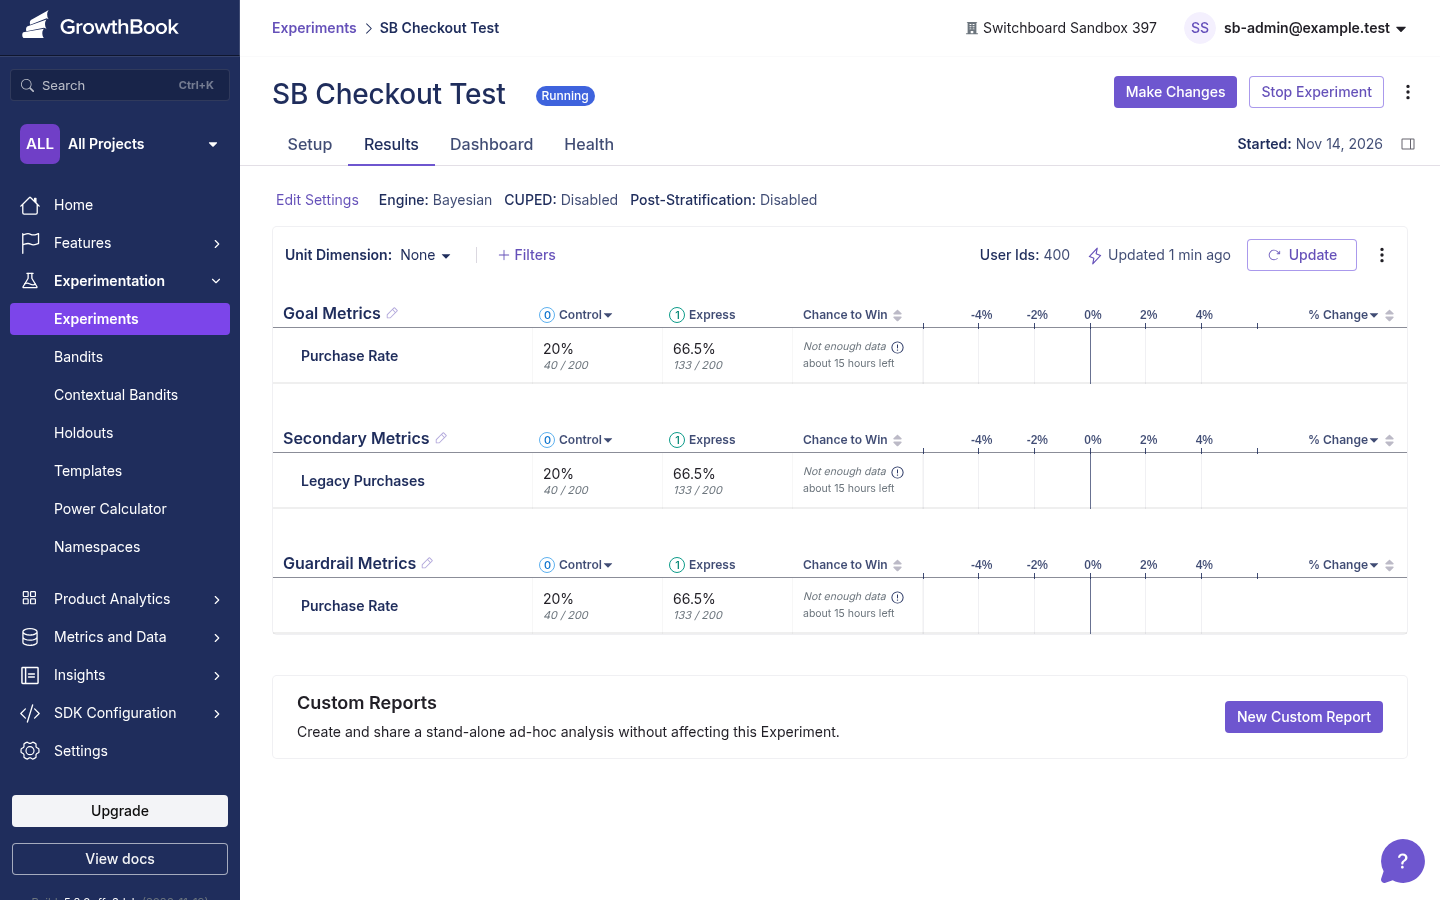 GrowthBook
Search Ctrl+K
ALL All Projects
Home
Features
Experimentation
Experiments
Bandits
Contextual Bandits
Holdouts
Templates
Power Calculator
Namespaces
Product Analytics
Metrics and Data
Insights
SDK Configuration
Settings
Upgrade
View docs
Experiments > SB Checkout Test
Switchboard Sandbox 397
SS sb-admin@example.test
SB Checkout Test Running
Make Changes Stop Experiment
Setup Results Dashboard Health
Started: Nov 14, 2026
Edit Settings Engine: Bayesian CUPED: Disabled Post-Stratification: Disabled
Unit Dimension: None + Filters User Ids: 400 Updated 1 min ago Update
Goal Metrics 0 Control 1 Express Chance to Win -4% -2% 0% 2% 4% % Change
Purchase Rate 20% 66.5% Not enough data
40 / 200 133 / 200 about 15 hours left
Secondary Metrics 0 Control 1 Express Chance to Win -4% -2% 0% 2% 4% % Change
Legacy Purchases 20% 66.5% Not enough data
40 / 200 133 / 200 about 15 hours left
Guardrail Metrics 0 Control 1 Express Chance to Win -4% -2% 0% 2% 4% % Change
Purchase Rate 20% 66.5% Not enough data
40 / 200 133 / 200 about 15 hours left
Custom Reports
Create and share a stand-alone ad-hoc analysis without affecting this Experiment.
New Custom Report
?